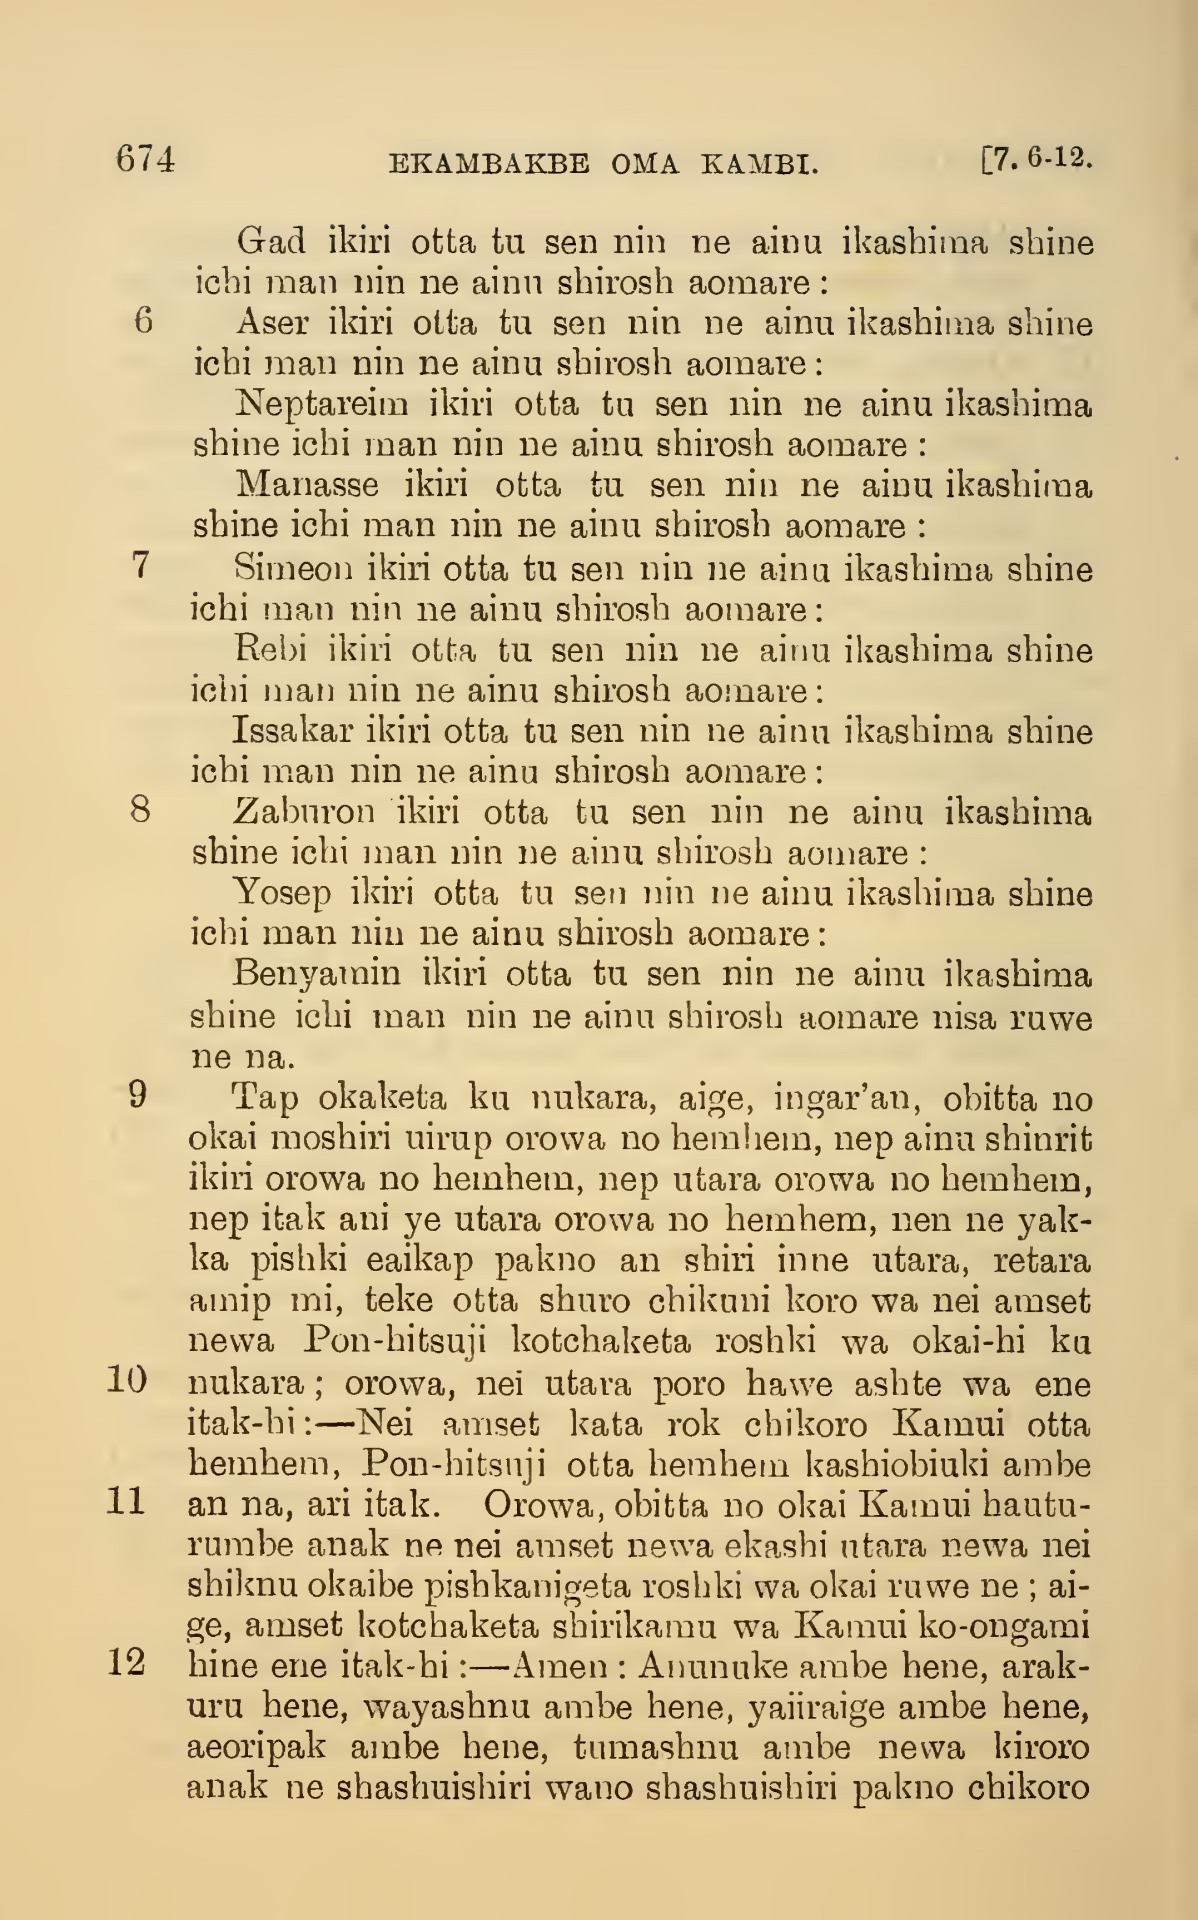 674 EKAMBAKBE OMA KAMBI. [7. 6-12.
Gad ikiri otta tu sen nin ne ainu ikashima shine
ichi man nin ne ainu shirosh aomare :
6 Aser ikiri otta tu sen nin ne ainu ikashima shine
ichi man nin ne ainu shirosh aomare :
Neptareim ikiri otta tu sen nin ne ainu ikashima
shine ichi man nin ne ainu shirosh aomare :
Manasse ikiri otta tu sen nin ne ainu ikashima
shine ichi man nin ne ainu shirosh aomare :
7 Simeon ikiri otta tu sen nin ne ainu ikashima shine
ichi man nin ne ainu shirosh aomare :
Rebi ikiri otta tu sen nin ne ainu ikashima shine
ichi man nin ne ainu shirosh aomare :
Issakar ikiri otta tu sen nin ne ainu ikashima shine
ichi man nin ne ainu shirosh aomare :
8 Zaburon ikiri otta tu sen nin ne ainu ikashima
shine ichi man nin ne ainu shirosh aomare :
Yosep ikiri otta tu sen nin ne ainu ikashima shine
ichi man nin ne ainu shirosh aomare :
Benyamin ikiri otta tu sen nin ne ainu ikashima
shine ichi man nin ne ainu shirosh aomare nisa ruwe
ne na.
9 Tap okaketa ku nukara, aige, ingar'an, obitta no
okai moshiri uirup orowa no hemhem, nep ainu shinrit
ikiri orowa no hemhem, nep utara orowa no hemhem,
nep itak ani ye utara orowa no hemhem, nen ne yak-
ka pishki eaikap pakno an shiri inne utara, retara
amip mi, teke otta shuro chikuni koro wa nei amset
newa Pon-hitsuji kotchaketa roshki wa okai-hi ku
10 nukara ; orowa, nei utara poro hawe ashte wa ene
itak-hi :—Nei amset kata rok chikoro Kamui otta
hemhem, Pon-hitsuji otta hemhem kashiobiuki ambe
11 an na, ari itak. Orowa, obitta no okai Kamui hautu-
rumbe anak ne nei amset newa ekashi utara newa nei
shiknu okaibe pishkanigeta roshki wa okai ruwe ne ; ai-
ge, amset kotchaketa shirikamu wa Kamui ko-ongami
12 hine ene itak-hi :—Amen : Anunuke ambe hene, arak-
uru hene, wayashnu ambe hene, yaiiraige ambe hene,
aeoripak ambe hene, tumashnu ambe newa kiroro
anak ne shashuishiri wano shashuishiri pakno chikoro